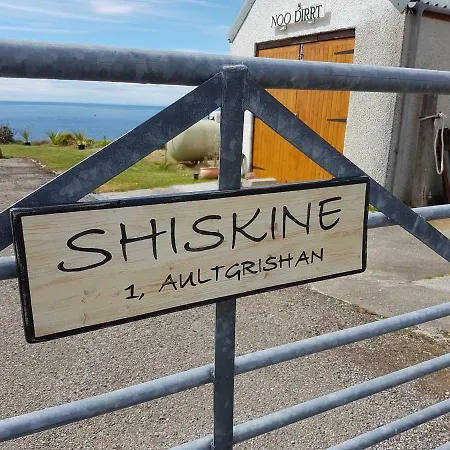 NOO DIRRT
SHISKINE
1, AULTGRISHAN